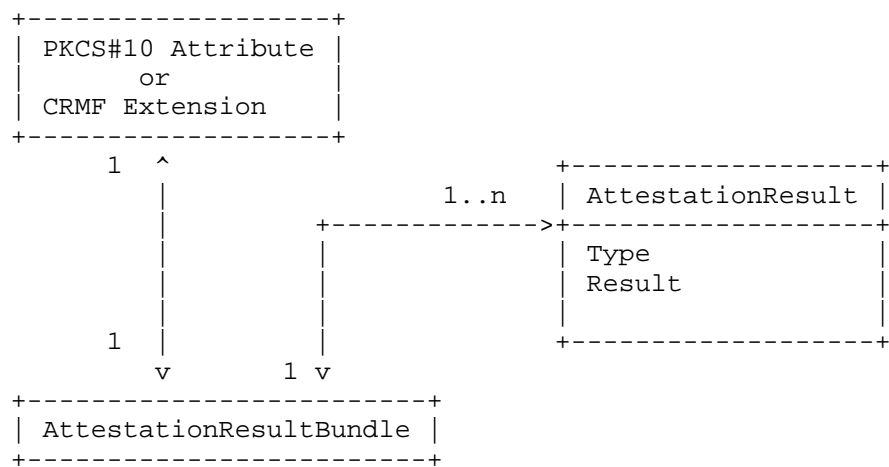 PKCS#10 Attribute
or
CRMF Extension
1
1..n
AttestationResult
Type
Result
1
1
AttestationResultBundle